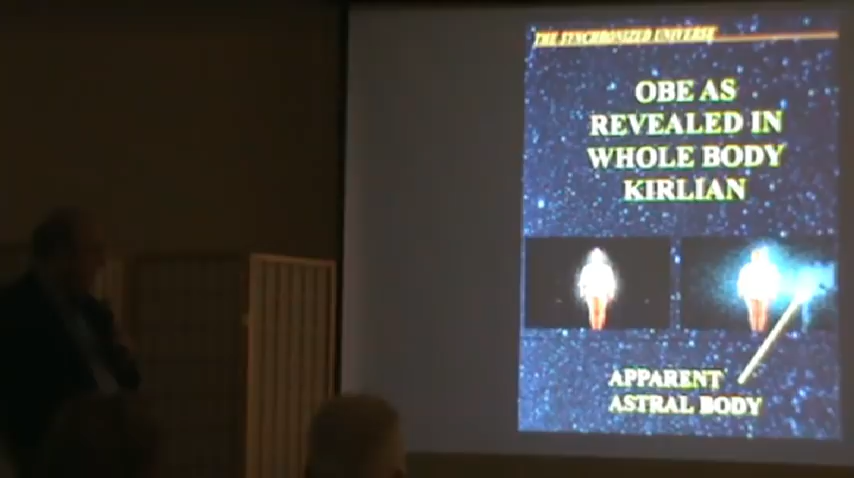 THE SYNCHRONIZED UNIVERSE
OBE AS
REVEALED IN
WHOLE BODY
KIRLIAN
APPARENT
ASTRAL BODY